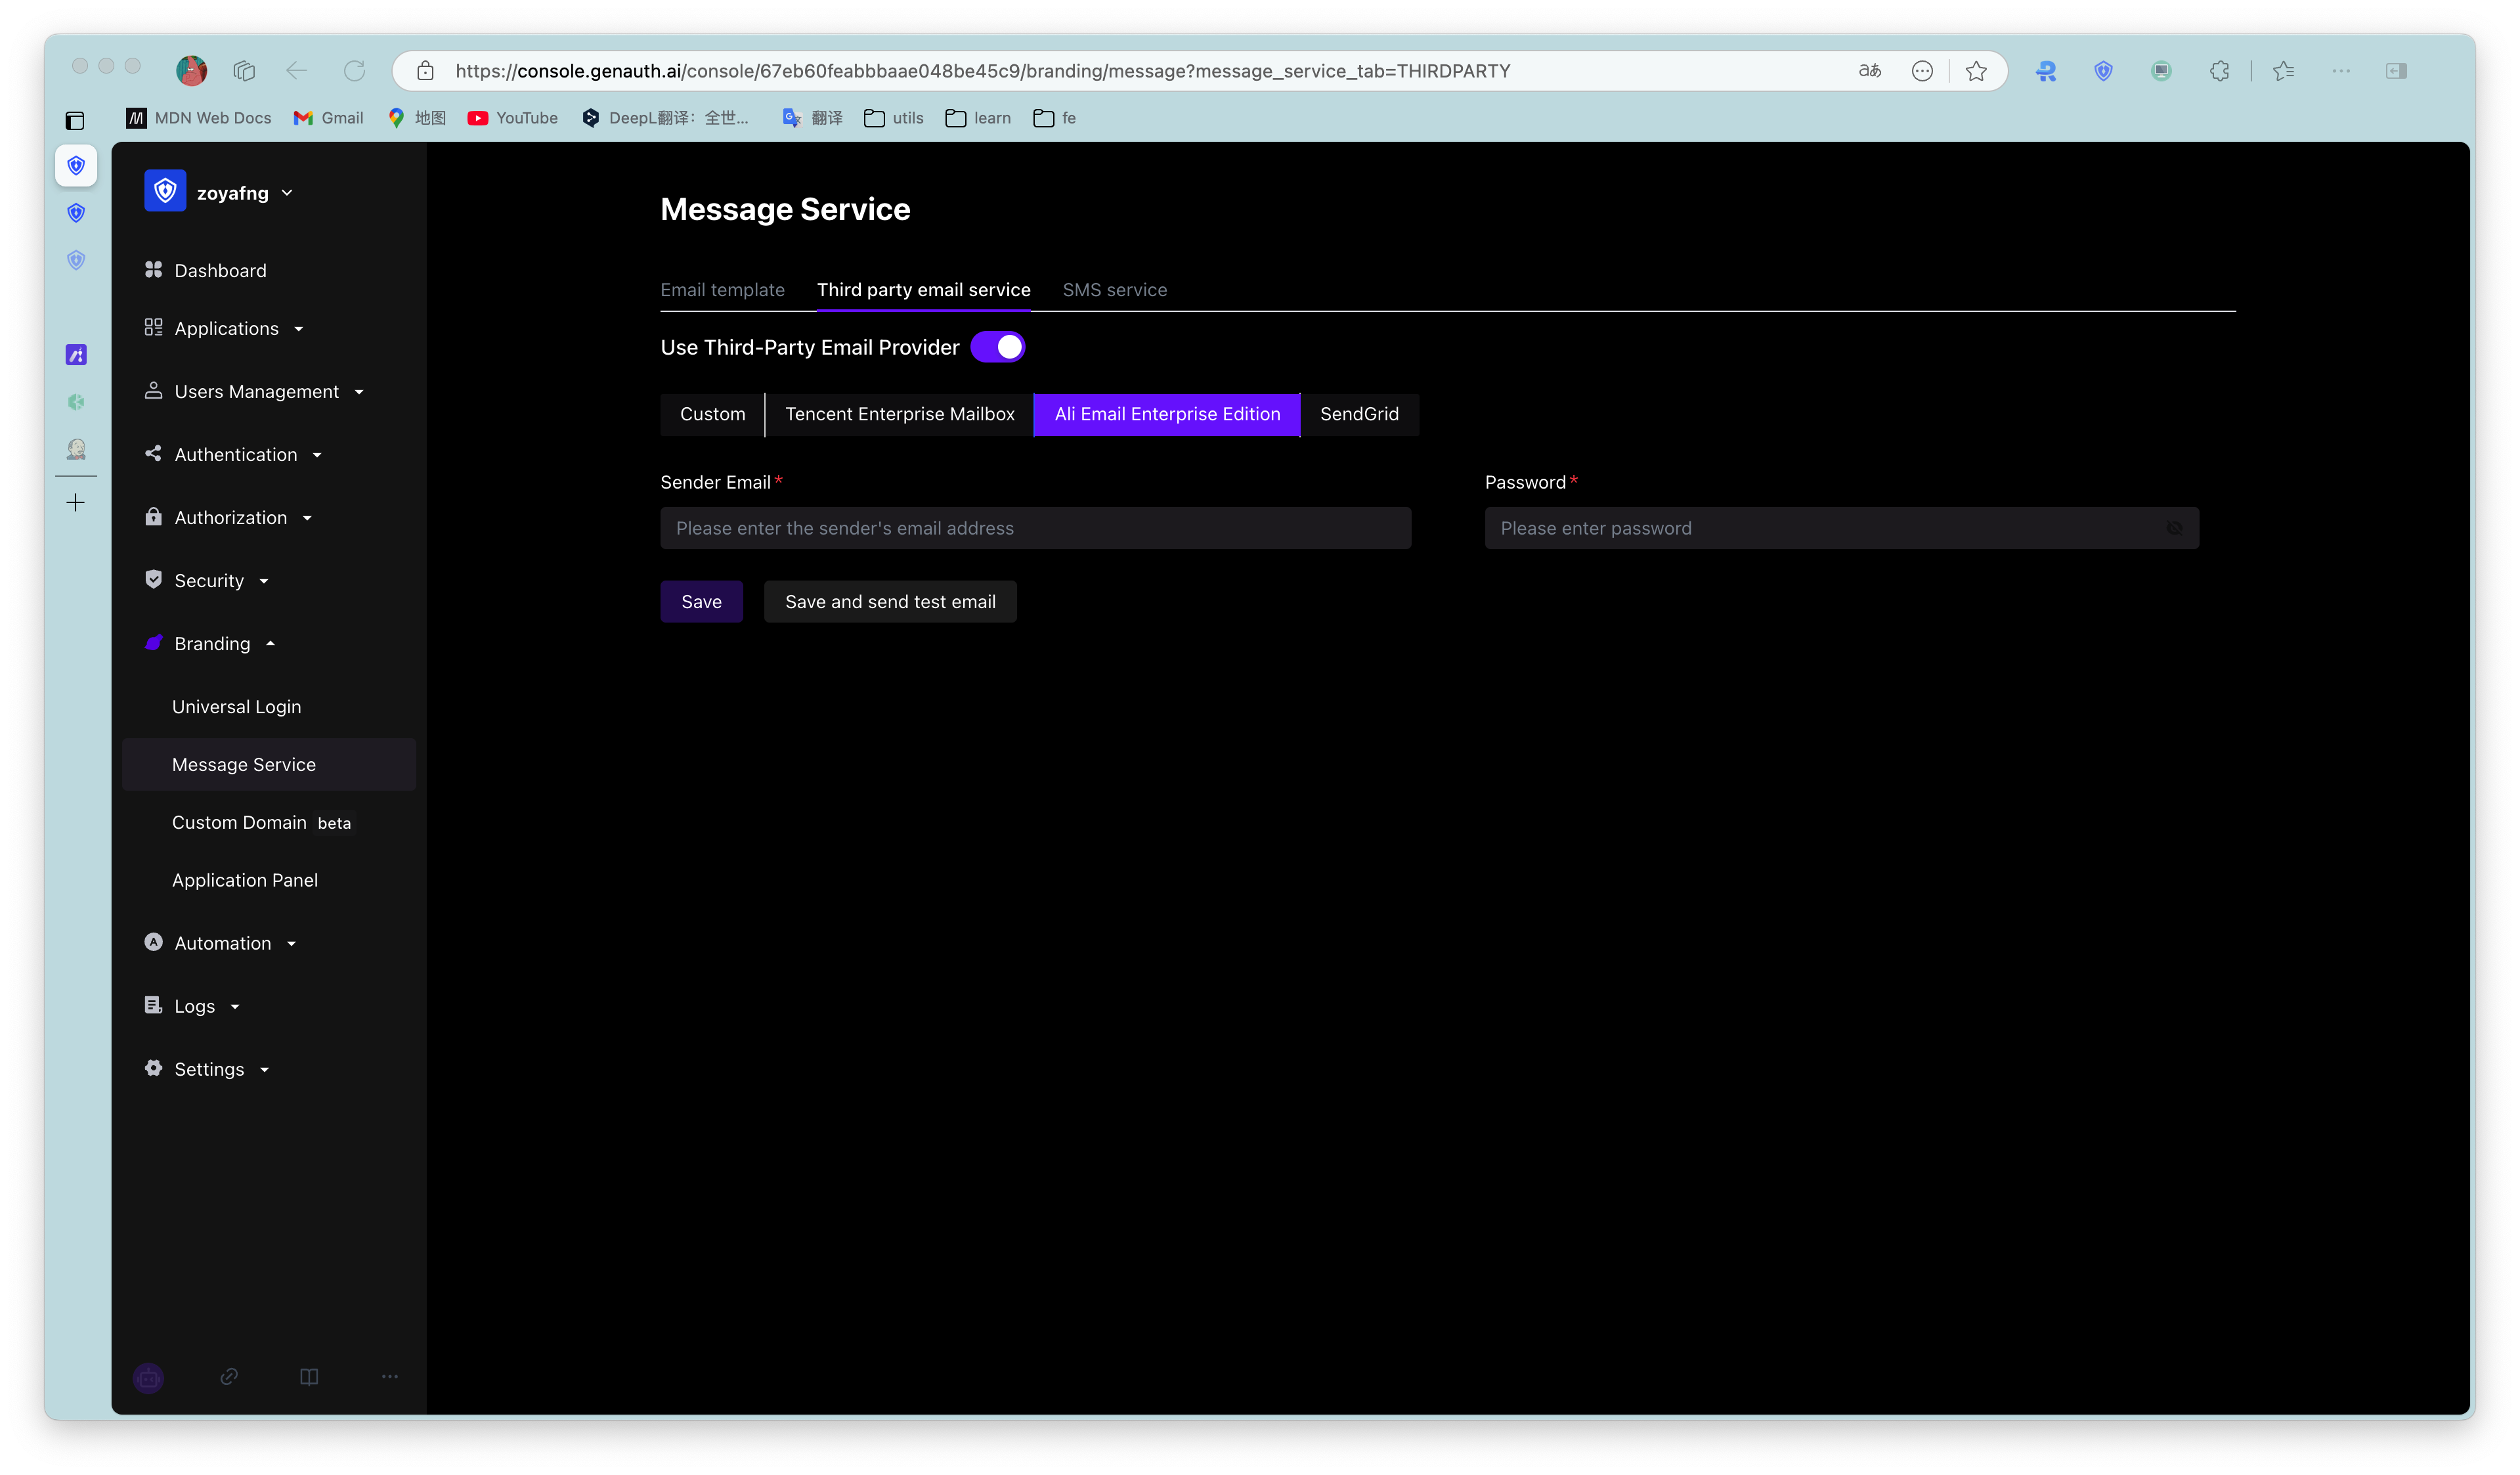 https://console.genauth.ai/console/67eb60feabbbaae048be45c9/branding/message?message_service_tab=THIRDPARTY
aあ
MDN Web Docs
Gmail
地图
YouTube
DeepL翻译：全世...
翻译
utils
learn
fe
zoyafng
Dashboard
Applications
Users Management
Authentication
Authorization
Security
Branding
Universal Login
Message Service
Custom Domain beta
Application Panel
Automation
Logs
Settings
Message Service
Email template
Third party email service
SMS service
Use Third-Party Email Provider
Custom
Tencent Enterprise Mailbox
Ali Email Enterprise Edition
SendGrid
Sender Email*
Please enter the sender's email address
Password*
Please enter password
Save
Save and send test email